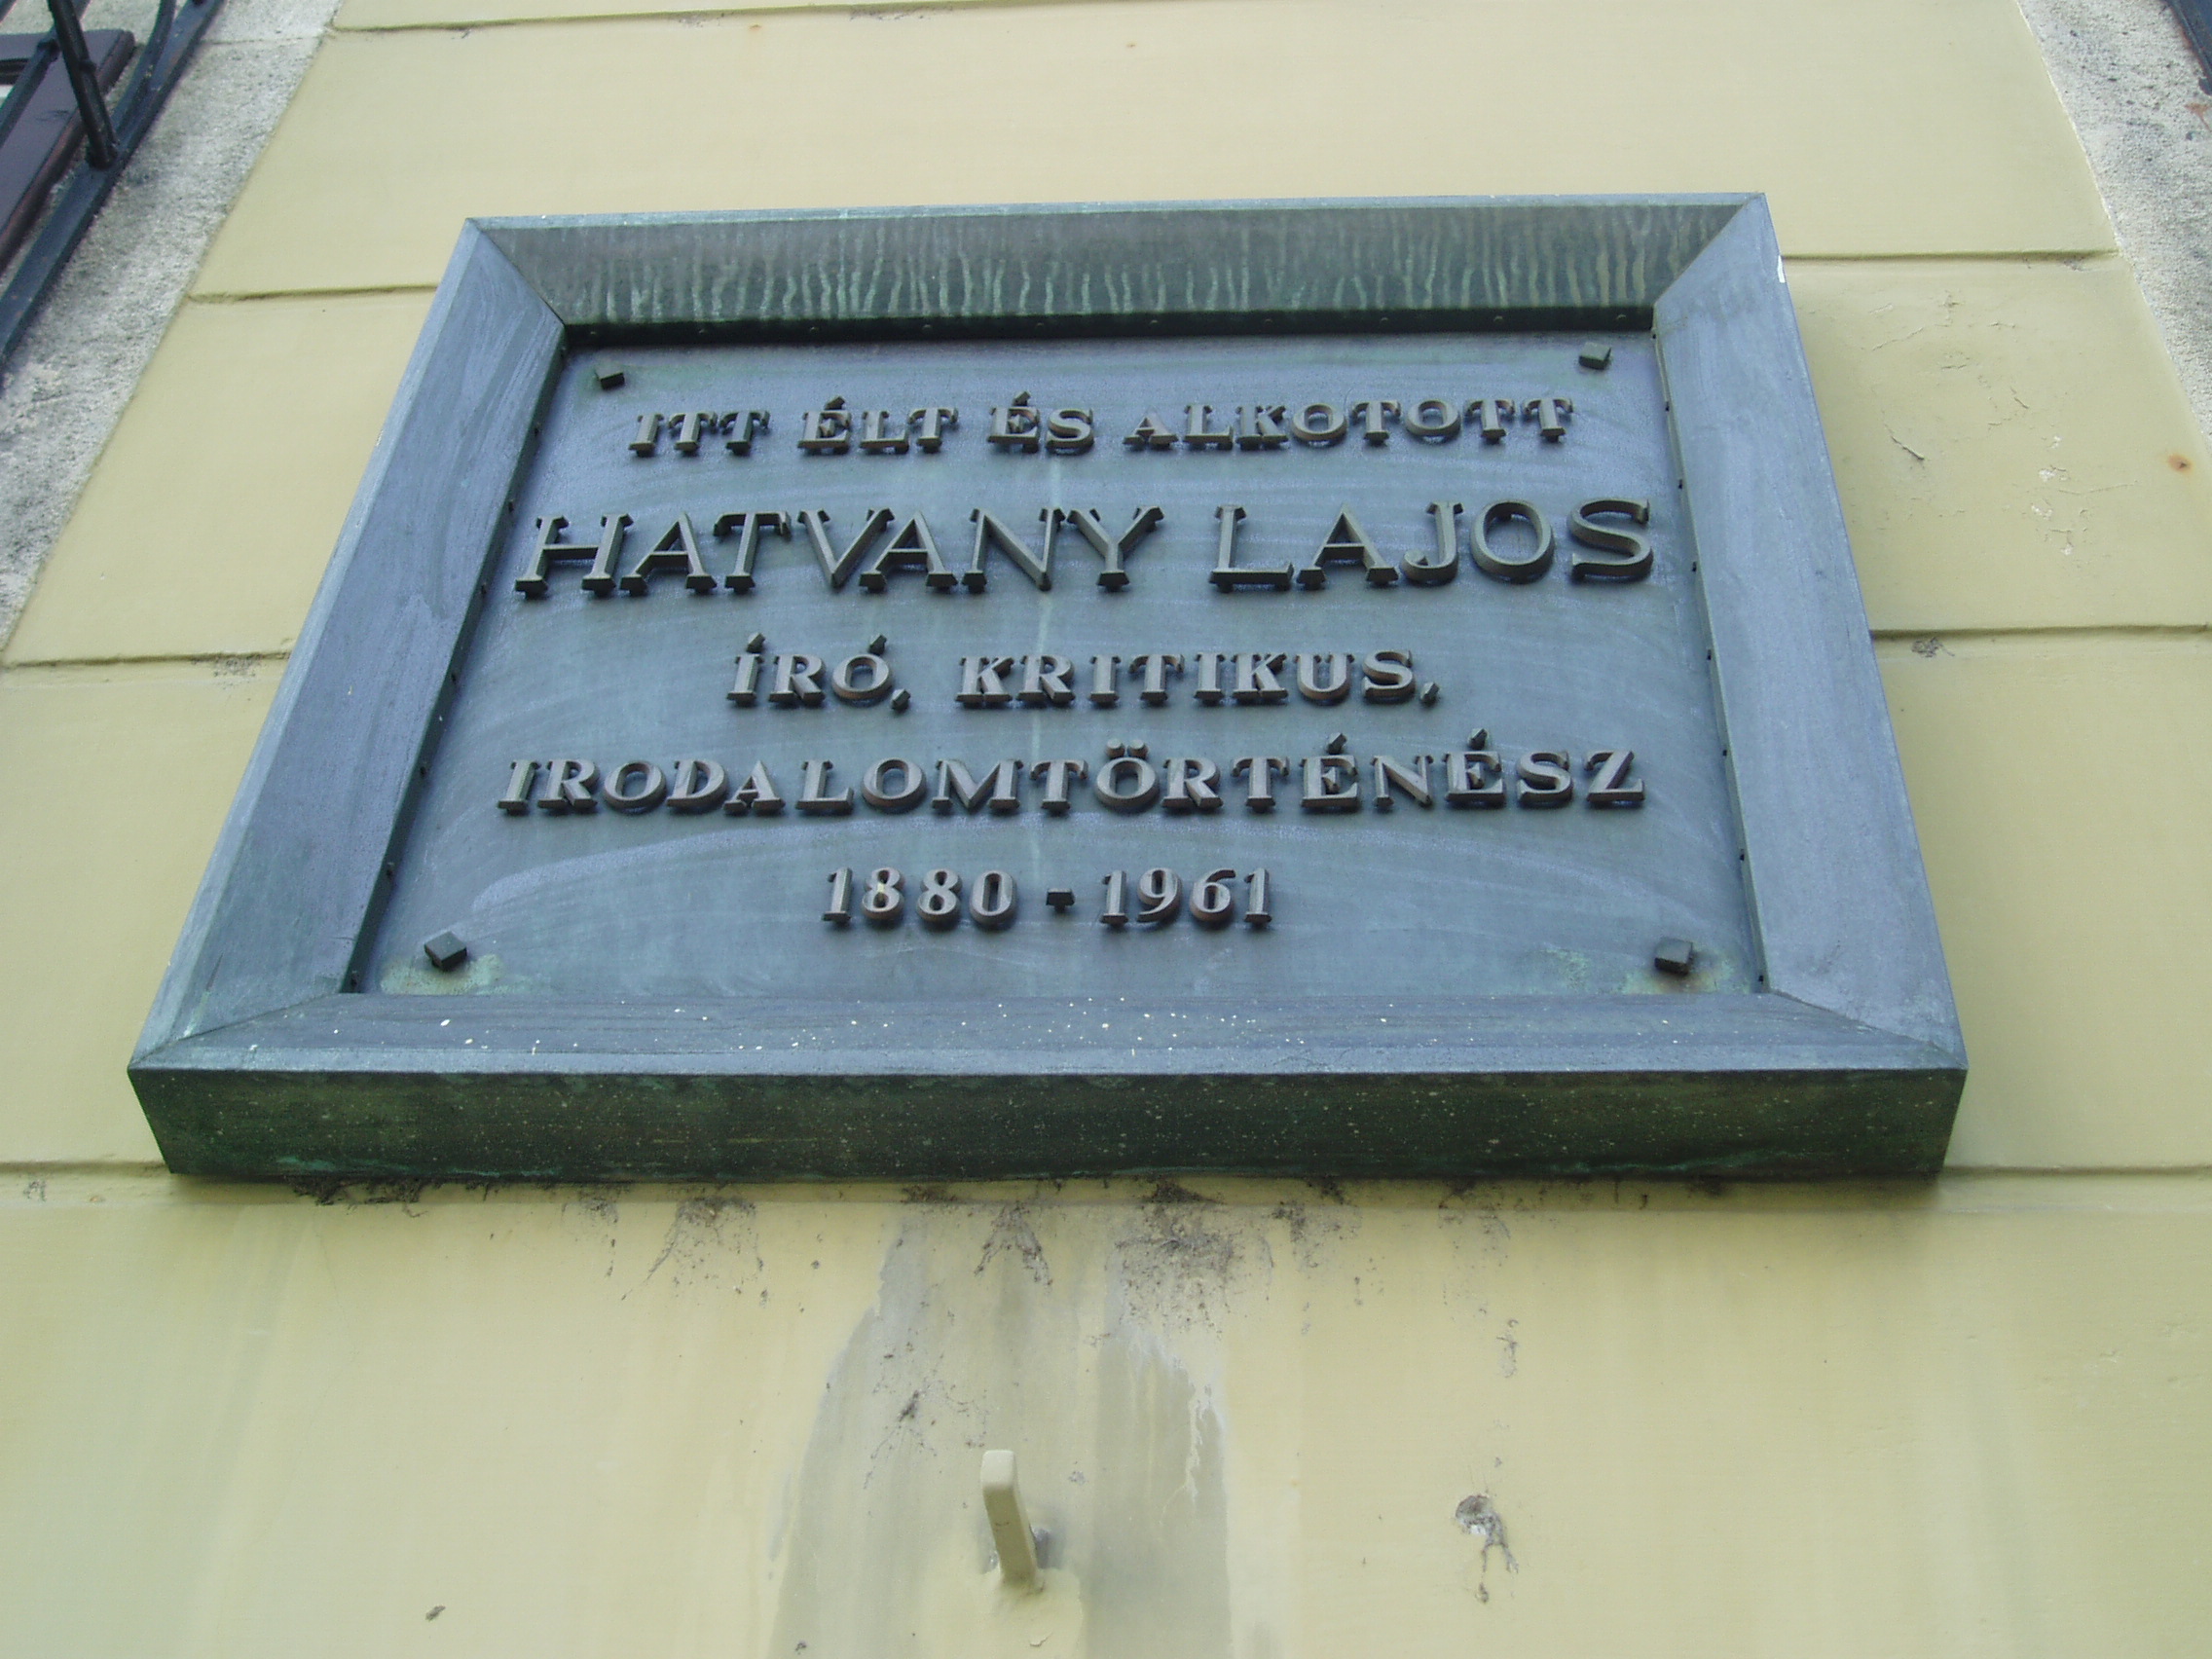 ITT ÉLT ÉS ALKOTOTT
HATVANY LAJOS
ÍRÓ, KRITIKUS,
IRODALOMTÖRTÉNÉSZ
1880 - 1961